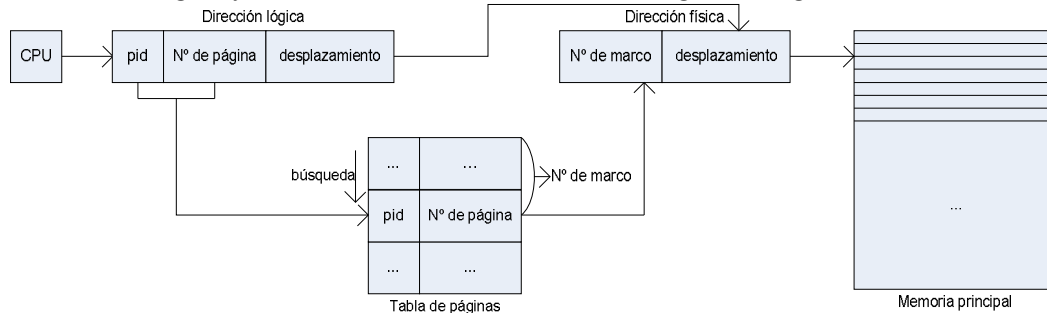 Dirección lógica
Dirección física
CPU
pid
Nº de página
desplazamiento
Nº de marco
desplazamiento
...
...
búsqueda
Nº de marco
pid
Nº de página
...
...
...
Tabla de páginas
Memoria principal